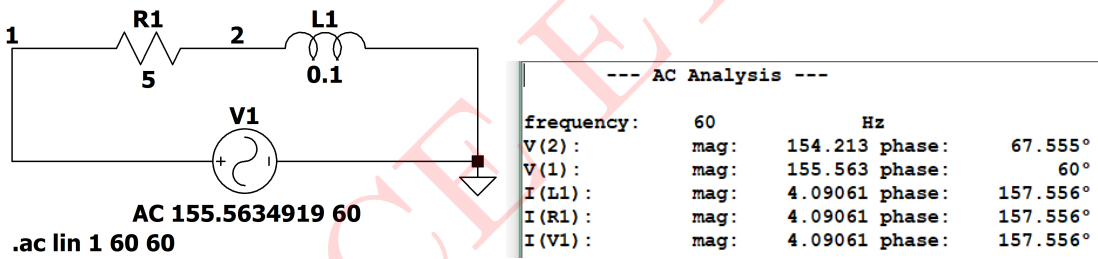 R1
L1
1
2
5
0.1
V1
+
AC 155.5634919 60
.ac lin 1 60 60
--- AC Analysis ---
frequency: 60 Hz
V(2): mag: 154.213 phase: 67.555°
V(1): mag: 155.563 phase: 60°
I(L1): mag: 4.09061 phase: 157.556°
I(R1): mag: 4.09061 phase: 157.556°
I(V1): mag: 4.09061 phase: 157.556°